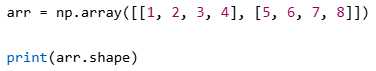 arr = np.array([[1, 2, 3, 4], [5, 6, 7, 8]])
print(arr.shape)